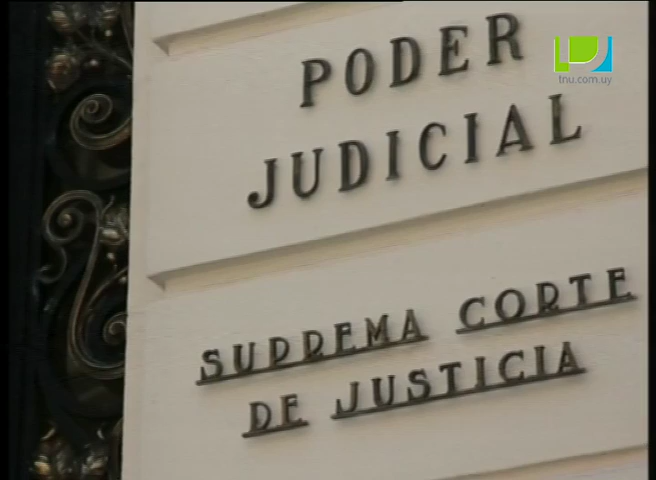 PODER
JUDICIAL
SUPREMA CORTE
DE JUSTICIA
tnu.com.uy